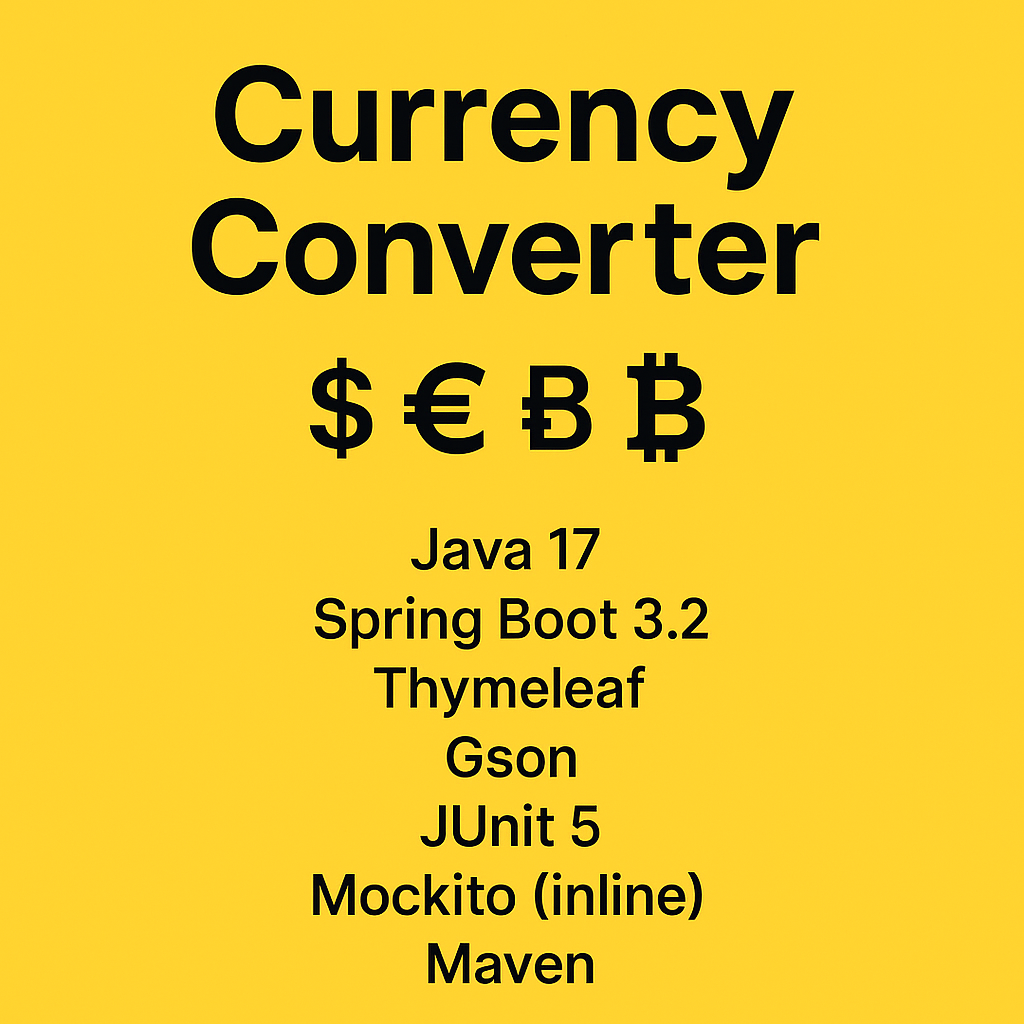 Currency
Converter
$ € Ƀ ₿
Java 17
Spring Boot 3.2
Thymeleaf
Gson
JUnit 5
Mockito (inline)
Maven